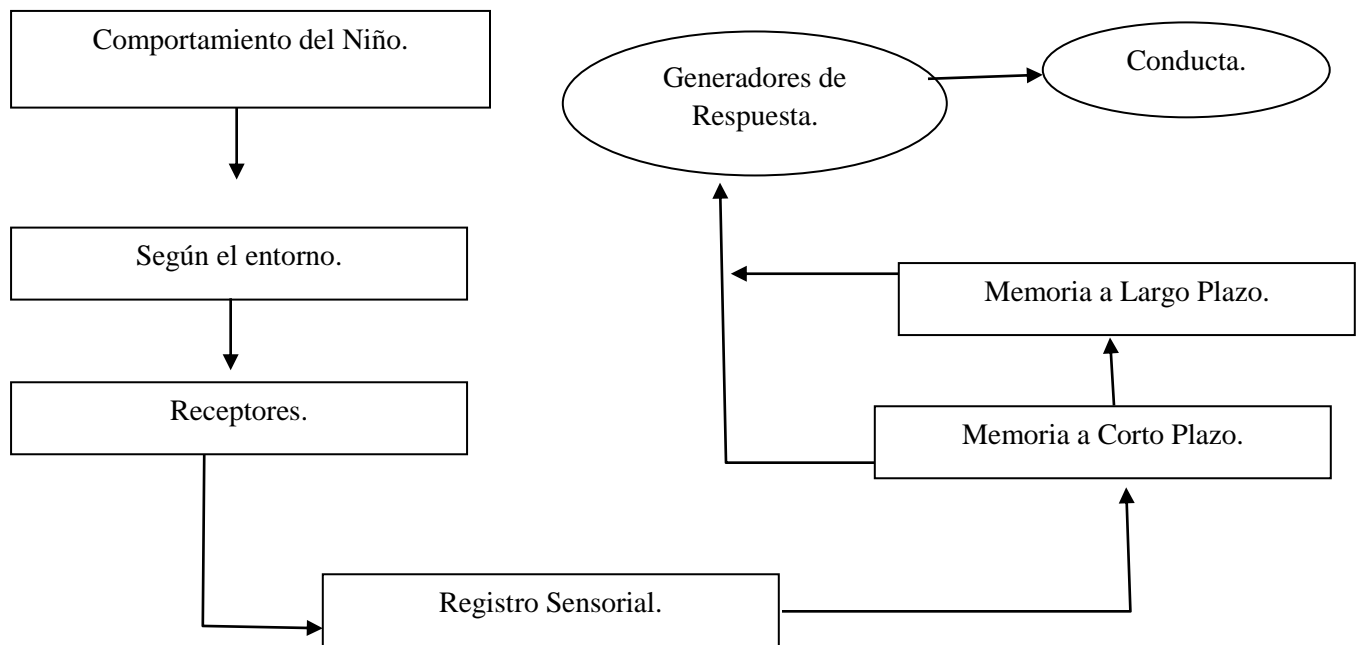 Comportamiento del Niño.
Según el entorno.
Receptores.
Registro Sensorial.
Memoria a Corto Plazo.
Memoria a Largo Plazo.
Generadores de
Respuesta.
Conducta.